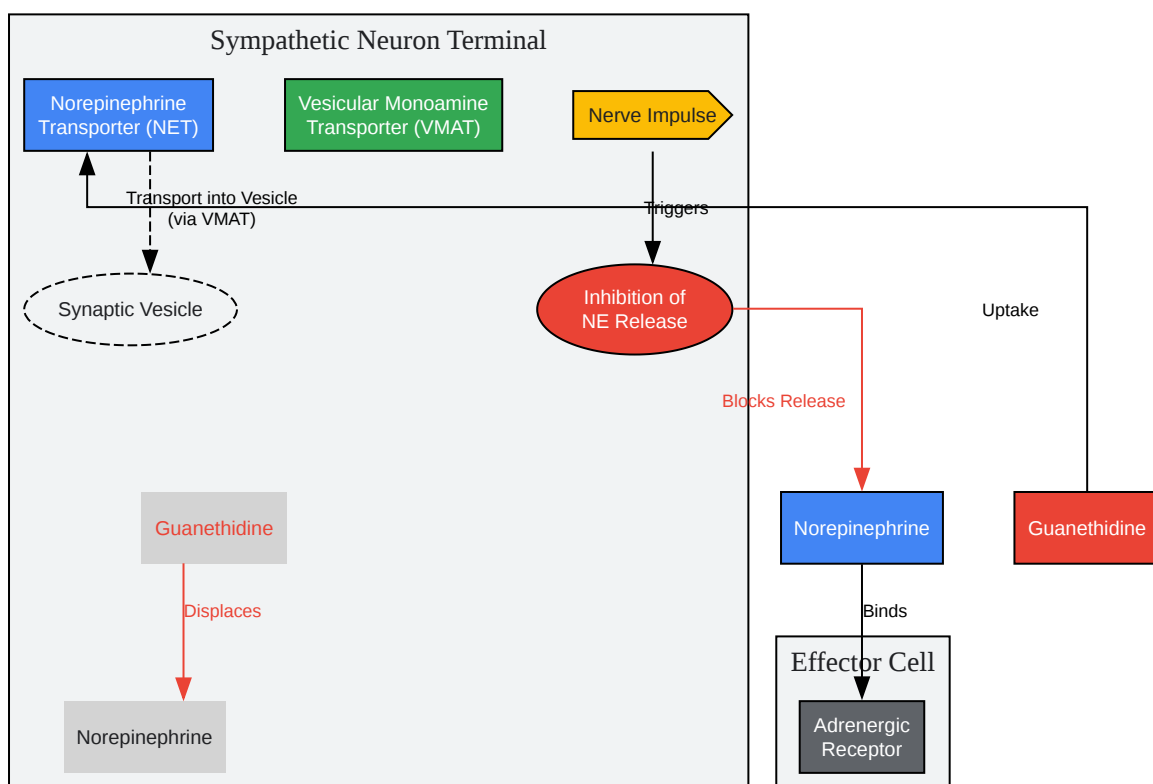 Sympathetic Neuron Terminal
Norepinephrine
Transporter (NET)
Vesicular Monoamine
Transporter (VMAT)
Nerve Impulse
Transport into Vesicle
(via VMAT)
Triggers
Synaptic Vesicle
Inhibition of
NE Release
Uptake
Blocks Release
Guanethidine
Norepinephrine
Guanethidine
Displaces
Binds
Effector Cell
Norepinephrine
Adrenergic
Receptor